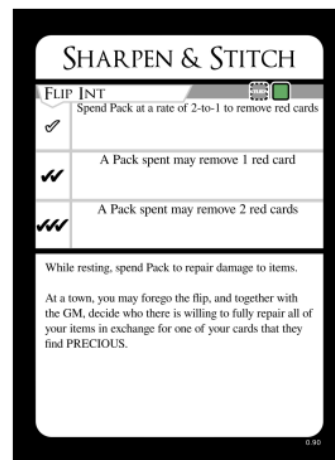 SHARPEN & STITCH
FLIP INT
Spend Pack at a rate of 2-to-1 to remove red cards
A Pack spent may remove 1 red card
A Pack spent may remove 2 red cards
While resting, spend Pack to repair damage to items.
At a town, you may forego the flip, and together with
the GM, decide who there is willing to fully repair all of
your items in exchange for one of your cards that they
find PRECIOUS.
0.90